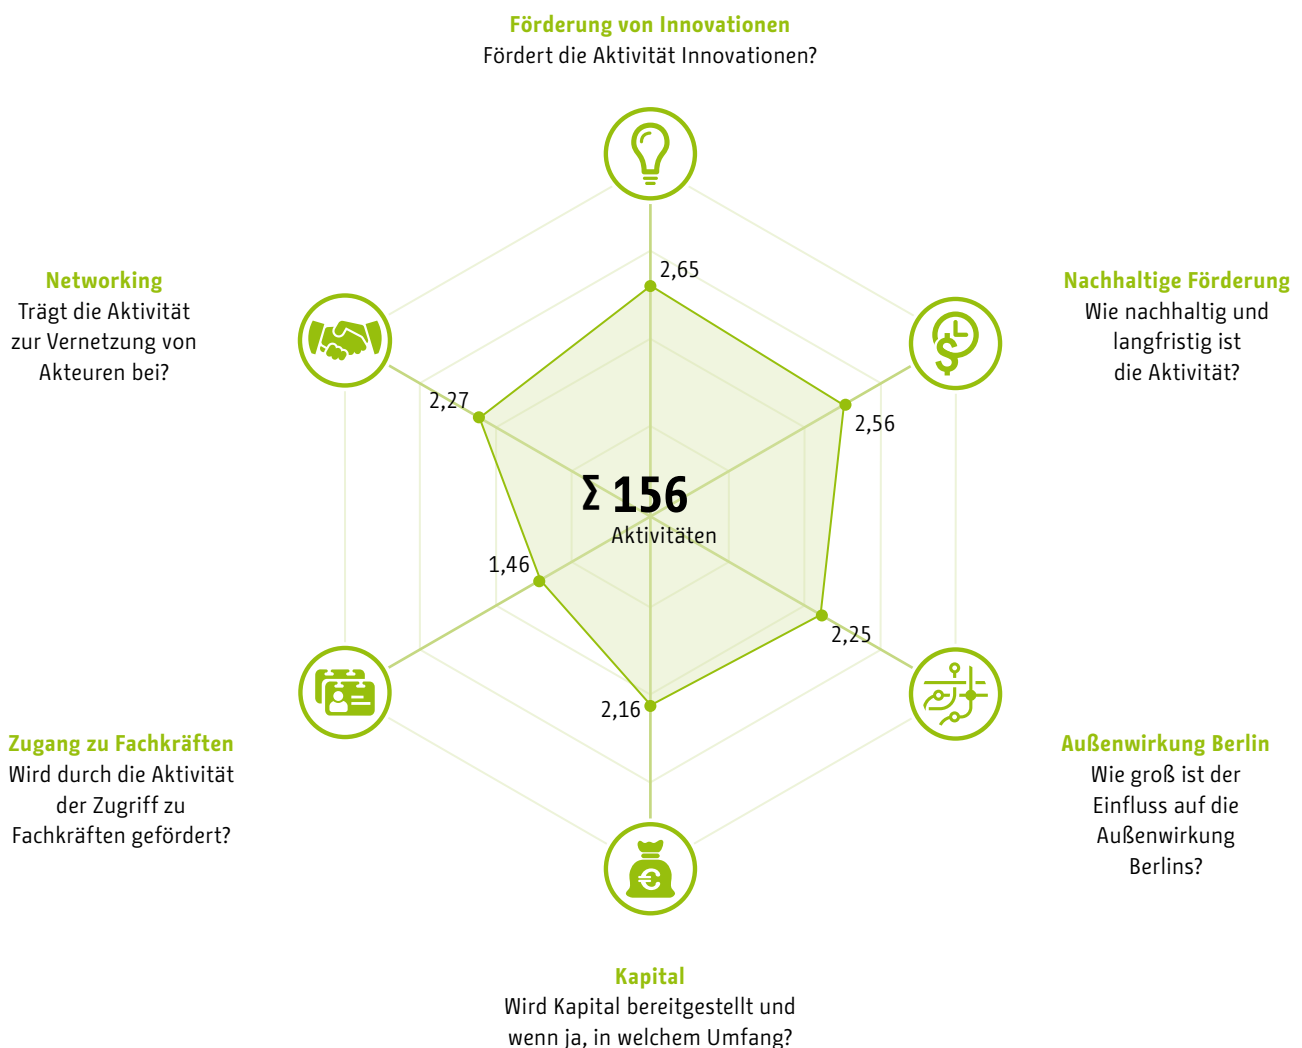 Förderung von Innovationen
Fördert die Aktivität Innovationen?
2,65
Nachhaltige Förderung
Wie nachhaltig und
langfristig ist
die Aktivität?
2,56
Außenwirkung Berlin
Wie groß ist der
Einfluss auf die
Außenwirkung
Berlins?
2,25
Kapital
Wird Kapital bereitgestellt und
wenn ja, in welchem Umfang?
2,16
Zugang zu Fachkräften
Wird durch die Aktivität
der Zugriff zu
Fachkräften gefördert?
1,46
Networking
Trägt die Aktivität
zur Vernetzung von
Akteuren bei?
2,27
Σ 156
Aktivitäten